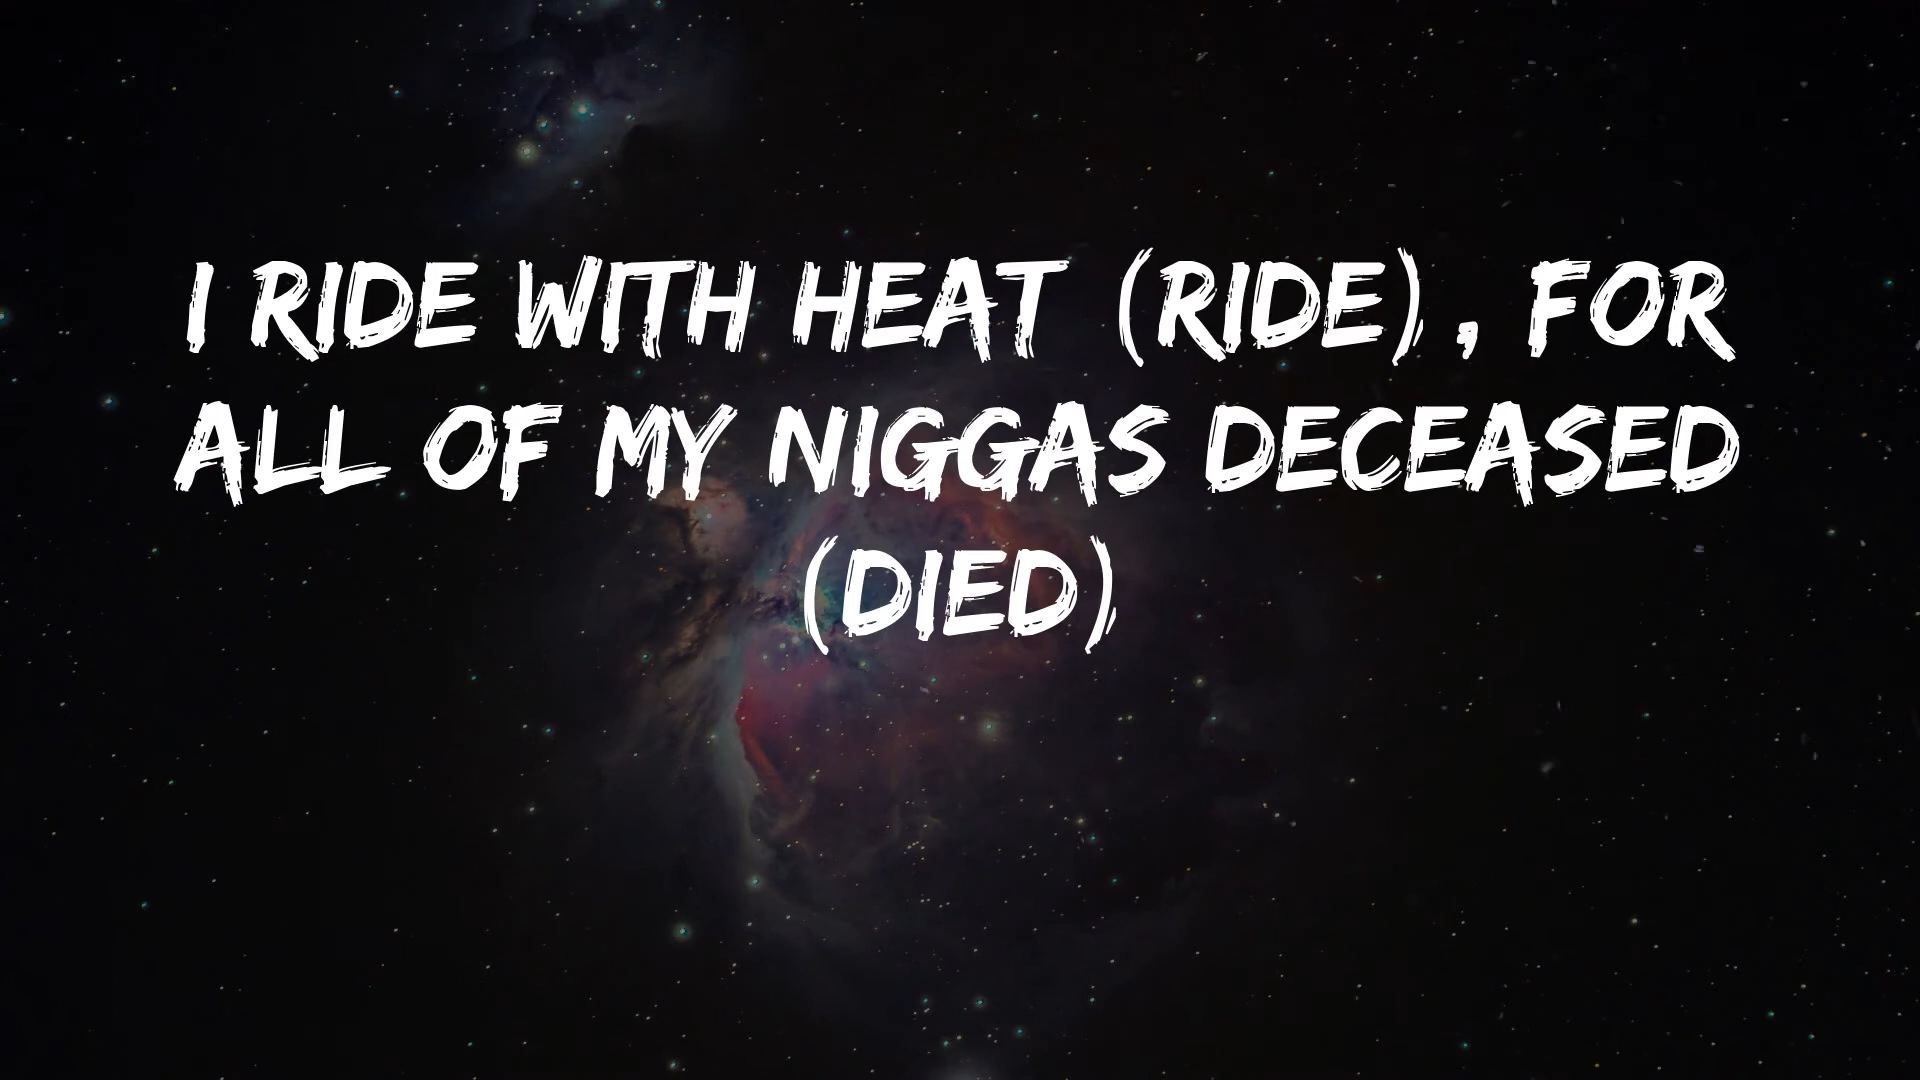 I RIDE WITH HEAT (RIDE), FOR
ALL OF MY NIGGAS DECEASED
(DIED)